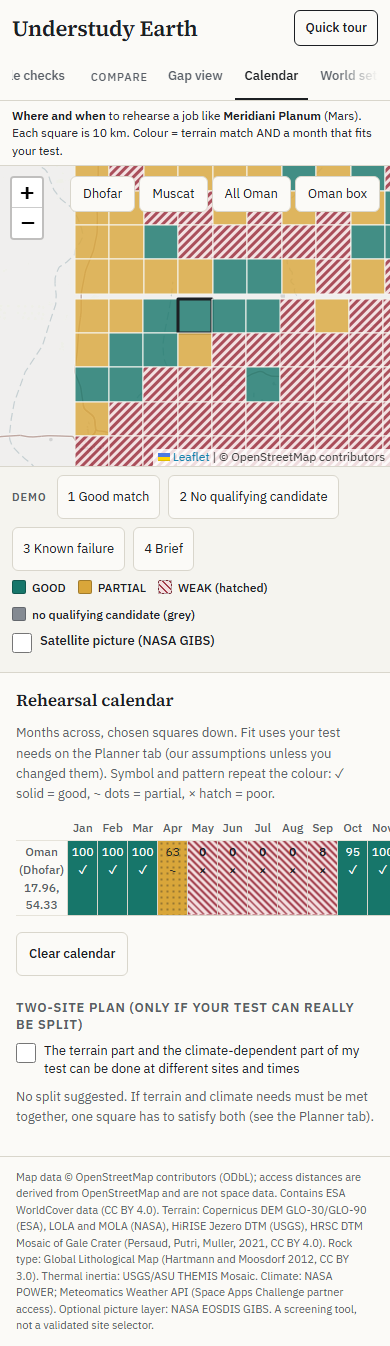 Understudy Earth
Quick tour
e checks COMPARE Gap view Calendar World se
Where and when to rehearse a job like Meridiani Planum (Mars).
Each square is 10 km. Colour = terrain match AND a month that fits
your test.
+
−
Dhofar Muscat All Oman Oman box
Leaflet | © OpenStreetMap contributors
DEMO 1 Good match 2 No qualifying candidate
3 Known failure 4 Brief
GOOD PARTIAL WEAK (hatched)
no qualifying candidate (grey)
Satellite picture (NASA GIBS)
Rehearsal calendar
Months across, chosen squares down. Fit uses your test
needs on the Planner tab (our assumptions unless you
changed them). Symbol and pattern repeat the colour: ✓
solid = good, ~ dots = partial, × hatch = poor.
Jan Feb Mar Apr May Jun Jul Aug Sep Oct Nov
Oman 100 100 100 63 0 0 0 0 8 95 100
(Dhofar) ✓ ✓ ✓ ~ × × × × × ✓ ✓
17.96,
54.33
Clear calendar
TWO-SITE PLAN (ONLY IF YOUR TEST CAN REALLY
BE SPLIT)
The terrain part and the climate-dependent part of my
test can be done at different sites and times
No split suggested. If terrain and climate needs must be met
together, one square has to satisfy both (see the Planner tab).
Map data © OpenStreetMap contributors (ODbL); access distances are
derived from OpenStreetMap and are not space data. Contains ESA
WorldCover data (CC BY 4.0). Terrain: Copernicus DEM GLO-30/GLO-90
(ESA), LOLA and MOLA (NASA), HiRISE Jezero DTM (USGS), HRSC DTM
Mosaic of Gale Crater (Persaud, Putri, Muller, 2021, CC BY 4.0). Rock
type: Global Lithological Map (Hartmann and Moosdorf 2012, CC BY
3.0). Thermal inertia: USGS/ASU THEMIS Mosaic. Climate: NASA
POWER; Meteomatics Weather API (Space Apps Challenge partner
access). Optional picture layer: NASA EOSDIS GIBS. A screening tool,
not a validated site selector.